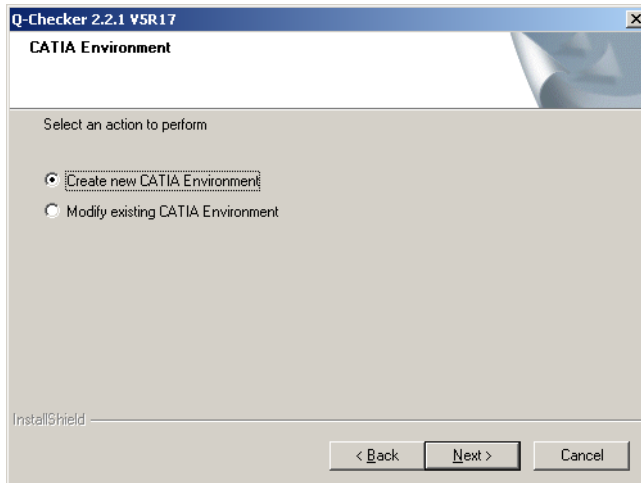 Q-Checker 2.2.1 V5R17
CATIA Environment
Select an action to perform
Create new CATIA Environment
Modify existing CATIA Environment
InstallShield
< Back
Next >
Cancel